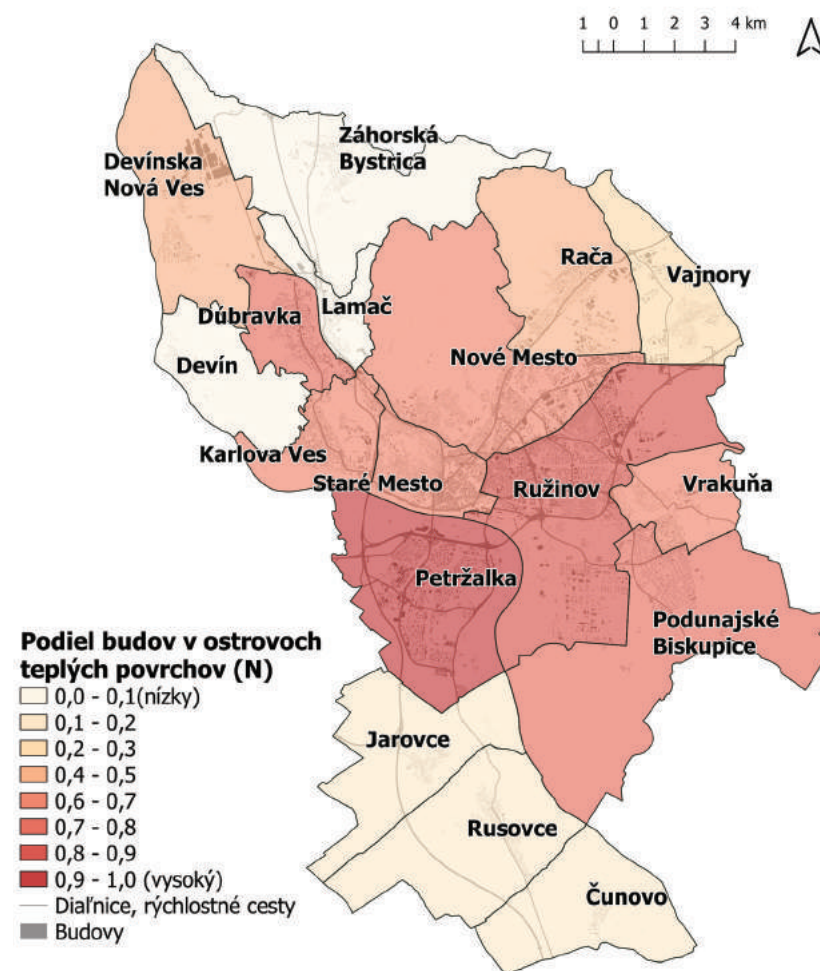 1 0 1 2 3 4 km
Záhorská
Bystrica
Devínska
Nová Ves
Rača
Vajnory
Lamač
Dúbravka
Nové Mesto
Devín
Karlova Ves
Staré Mesto
Ružinov
Vrakuňa
Petržalka
Podunajské
Biskupice
Podiel budov v ostrovoch
teplých povrchov (N)
0,0 - 0,1(nízky)
0,1 - 0,2
0,2 - 0,3
0,4 - 0,5
0,6 - 0,7
0,7 - 0,8
0,8 - 0,9
0,9 - 1,0 (vysoký)
Diaľnice, rýchlostné cesty
Budovy
Jarovce
Rusovce
Čunovo